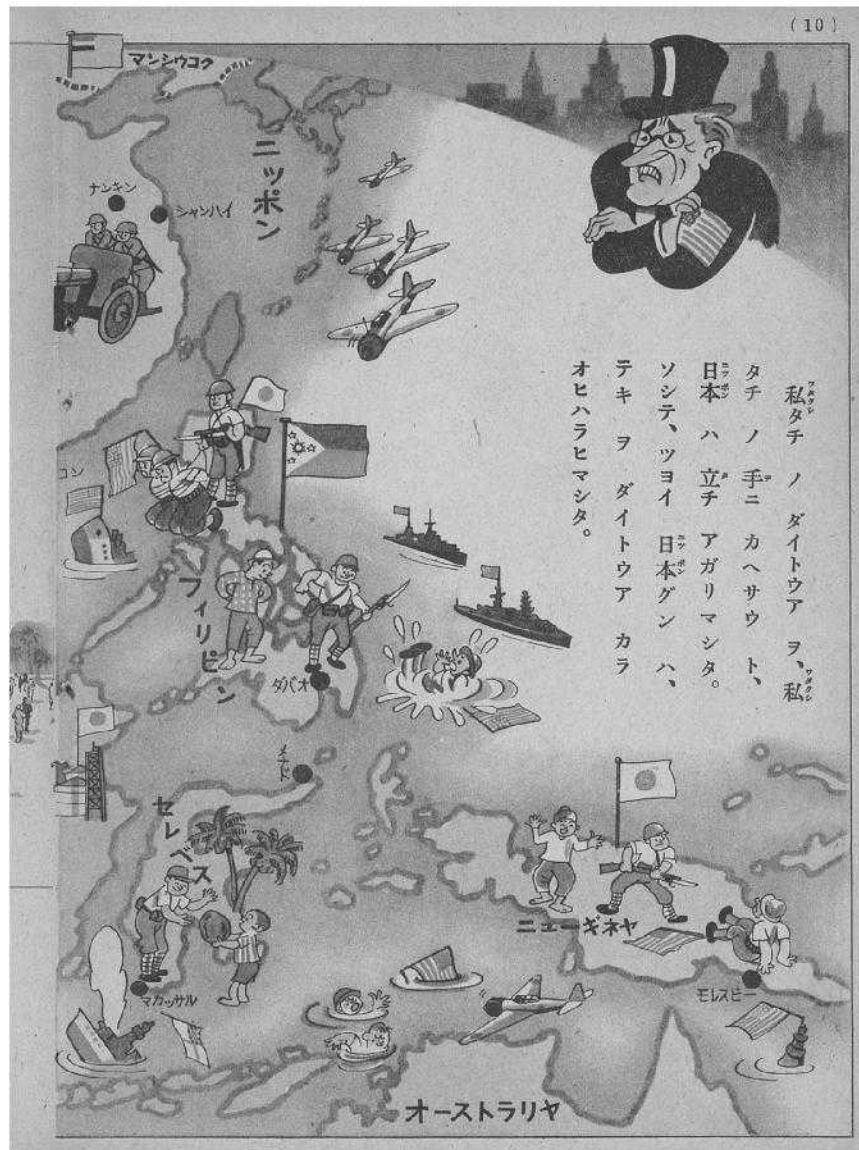 (10)
マンシウコク
ニッポン
ナンキン
シャンハイ
私タチ ノ ダイトウア ヲ、私
タチ ノ 手ニ カヘサウ ト、
日本 ハ 立チ アガリマシタ。
ソシテ、ツヨイ 日本グン ハ、
テキ ヲ ダイトウア カラ
オヒハラヒマシタ。
コン
フィリピン
ダバオ
メナド
セレベス
マカッサル
ニューギネヤ
モレスビー
オーストラリヤ